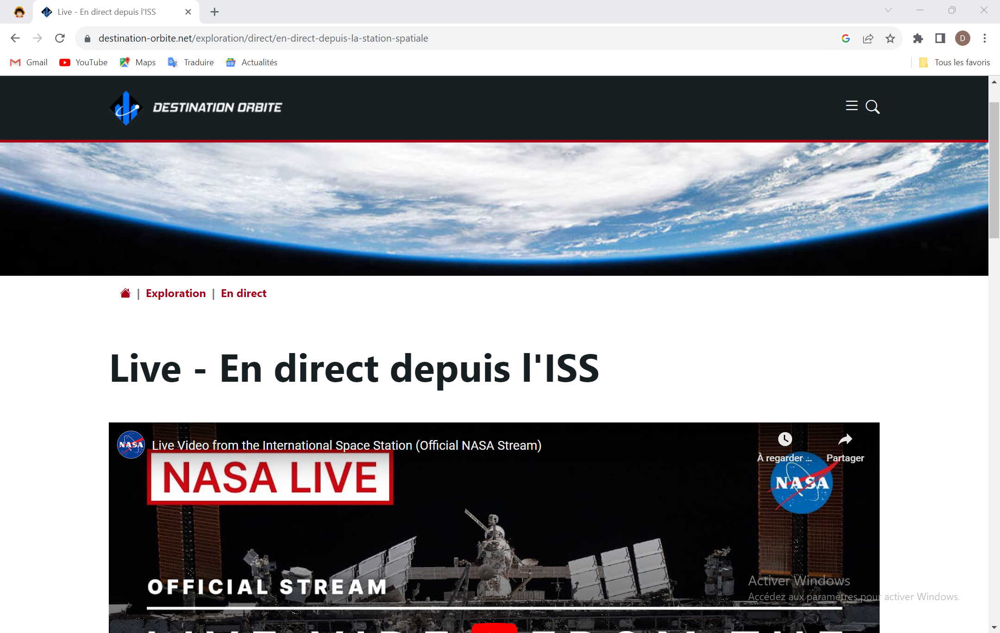 Live - En direct depuis l'ISS
destination-orbite.net/exploration/direct/en-direct-depuis-la-station-spatiale
D
Gmail
YouTube
Maps
Traduire
Actualités
Tous les favoris
DESTINATION ORBITE
| Exploration | En direct
Live - En direct depuis l'ISS
NASA
Live Video from the International Space Station (Official NASA Stream)
À regarder ...
Partager
NASA LIVE
NASA
OFFICIAL STREAM
Activer Windows
Accédez aux paramètres pour activer Windows.